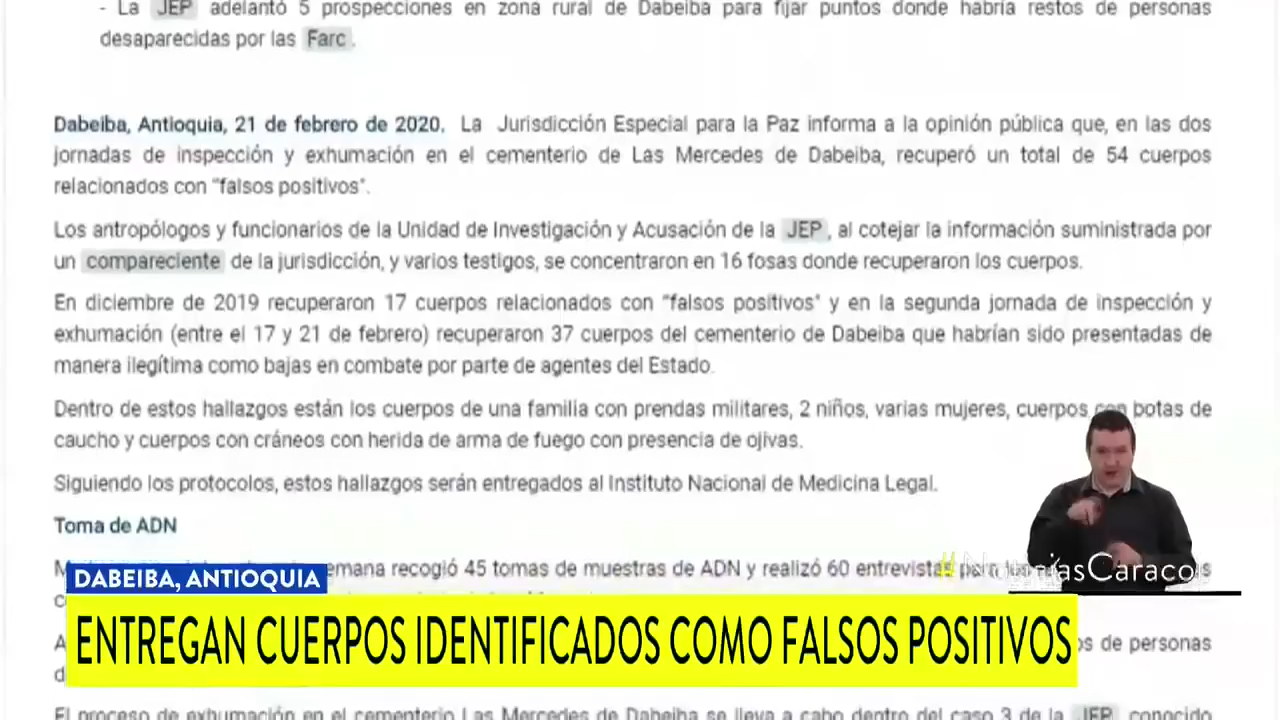 - La JEP adelantó 5 prospecciones en zona rural de Dabeiba para fijar puntos donde habría restos de personas
desaparecidas por las Farc.
Dabeiba, Antioquia, 21 de febrero de 2020. La Jurisdicción Especial para la Paz informa a la opinión pública que, en las dos
jornadas de inspección y exhumación en el cementerio de Las Mercedes de Dabeiba, recuperó un total de 54 cuerpos
relacionados con "falsos positivos".
Los antropólogos y funcionarios de la Unidad de Investigación y Acusación de la JEP, al cotejar la información suministrada por
un compareciente de la jurisdicción, y varios testigos, se concentraron en 16 fosas donde recuperaron los cuerpos.
En diciembre de 2019 recuperaron 17 cuerpos relacionados con "falsos positivos" y en la segunda jornada de inspección y
exhumación (entre el 17 y 21 de febrero) recuperaron 37 cuerpos del cementerio de Dabeiba que habrían sido presentadas de
manera ilegítima como bajas en combate por parte de agentes del Estado.
Dentro de estos hallazgos están los cuerpos de una familia con prendas militares, 2 niños, varias mujeres, cuerpos con botas de
caucho y cuerpos con cráneos con herida de arma de fuego con presencia de ojivas.
Siguiendo los protocolos, estos hallazgos serán entregados al Instituto Nacional de Medicina Legal.
Toma de ADN
semana recogió 45 tomas de muestras de ADN y realizó 60 entrevistas
#NoticiasCaracol
DABEIBA, ANTIOQUIA
ENTREGAN CUERPOS IDENTIFICADOS COMO FALSOS POSITIVOS
de personas
El proceso de exhumación en el cementerio Las Mercedes de Dabeiba se lleva a cabo dentro del caso 3 de la JEP, conocido